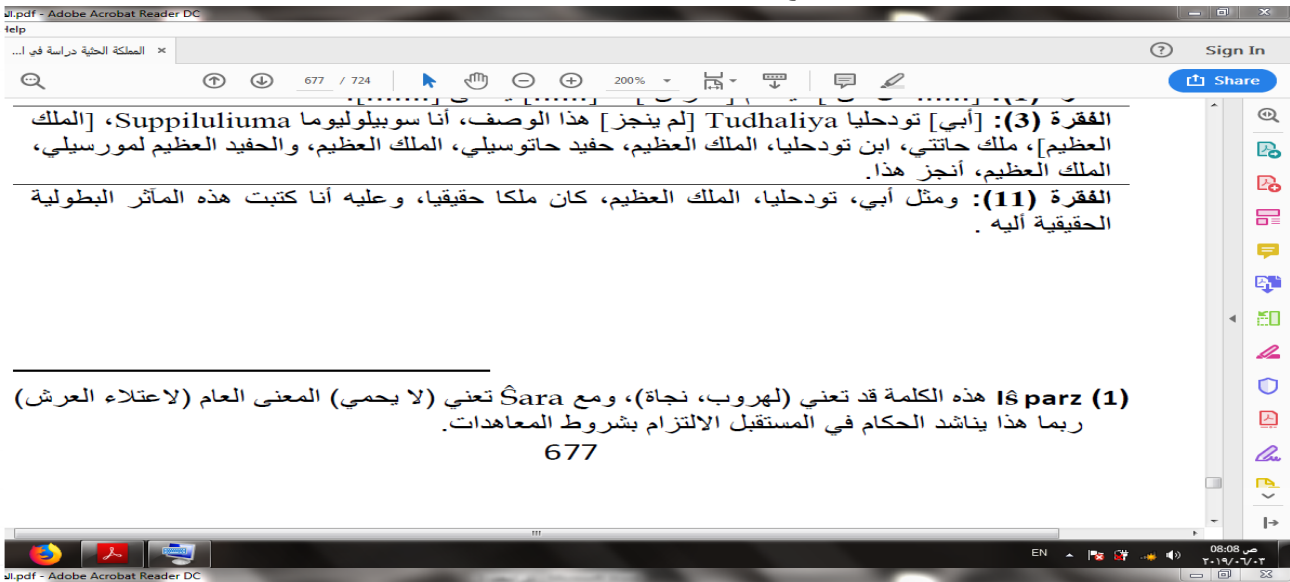 .pdf - Adobe Acrobat Reader DC
Help
المملكة الحثية دراسة في ا... ×
? Sign In
677 / 724 200% Share
الفقرة (3): [أبي] تودحليا Tudhaliya [لم ينجز] هذا الوصف، أنا سوبيلوليوما Suppiluliuma، [الملك
العظيم]، ملك حاتتي، ابن تودحليا، الملك العظيم، حفيد حاتوسيلي، الملك العظيم، والحفيد العظيم لمورسيلي،
الملك العظيم، أنجز هذا.
الفقرة (11): ومثل أبي، تودحليا، الملك العظيم، كان ملكا حقيقيا، وعليه أنا كتبت هذه المآثر البطولية
الحقيقية أليه .
(1) Iŝ parz هذه الكلمة قد تعني (لهروب، نجاة)، ومع Ŝara تعني (لا يحمي) المعنى العام (لاعتلاء العرش)
ربما هذا يناشد الحكام في المستقبل الالتزام بشروط المعاهدات.
677
EN 08:08 ص
٢٠١٩/٠٦/٠٣
.pdf - Adobe Acrobat Reader DC